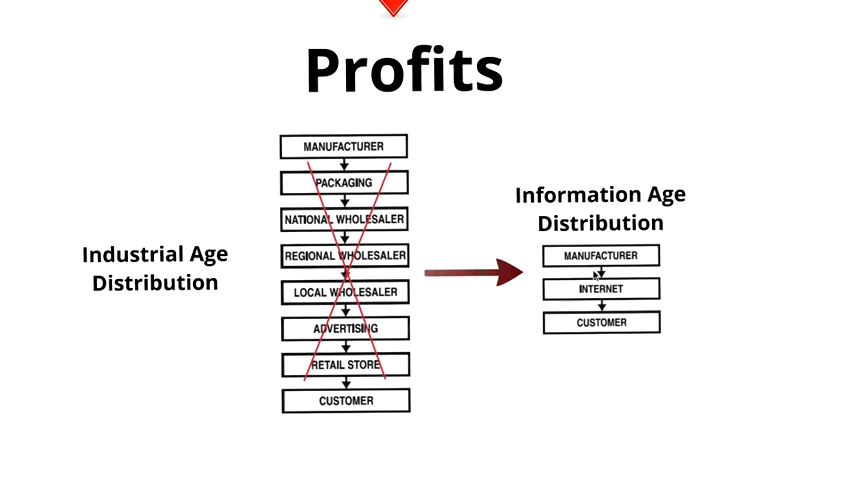 Profits
Industrial Age
Distribution
MANUFACTURER
PACKAGING
NATIONAL WHOLESALER
REGIONAL WHOLESALER
LOCAL WHOLESALER
ADVERTISING
RETAIL STORE
CUSTOMER
Information Age
Distribution
MANUFACTURER
INTERNET
CUSTOMER